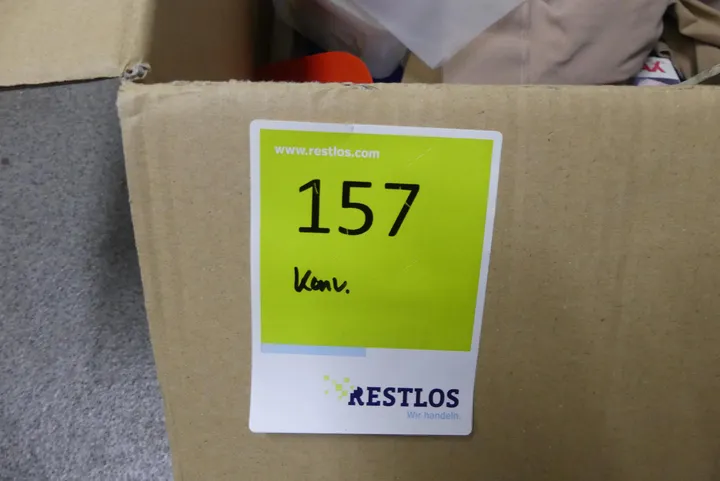 www.restlos.com
157
Konv.
RESTLOS
Wir handeln.